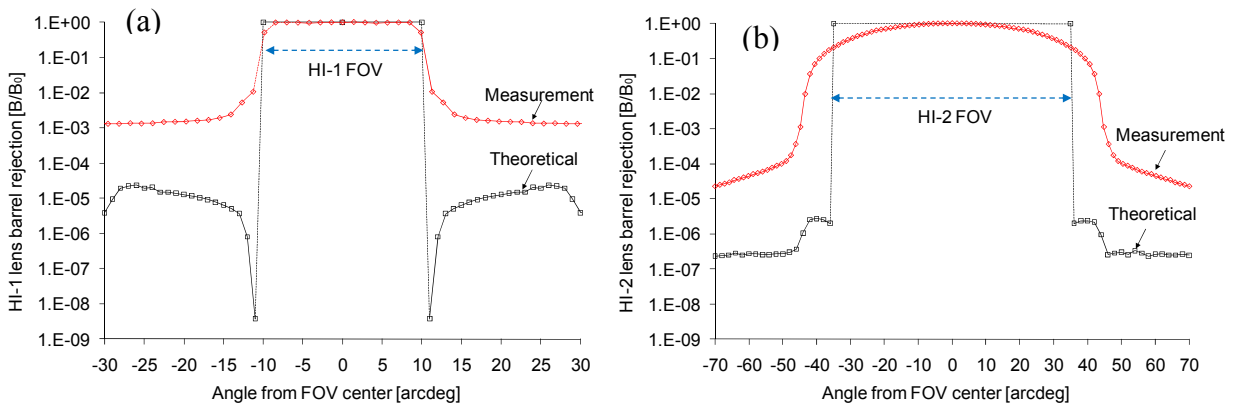 (a)
HI-1 lens barrel rejection [B/B0]
1.E+00
1.E-01
1.E-02
1.E-03
1.E-04
1.E-05
1.E-06
1.E-07
1.E-08
1.E-09
HI-1 FOV
Measurement
Theoretical
-30 -25 -20 -15 -10 -5 0 5 10 15 20 25 30
Angle from FOV center [arcdeg]
(b)
HI-2 lens barrel rejection [B/B0]
1.E+00
1.E-01
1.E-02
1.E-03
1.E-04
1.E-05
1.E-06
1.E-07
1.E-08
1.E-09
HI-2 FOV
Measurement
Theoretical
-70 -60 -50 -40 -30 -20 -10 0 10 20 30 40 50 60 70
Angle from FOV center [arcdeg]